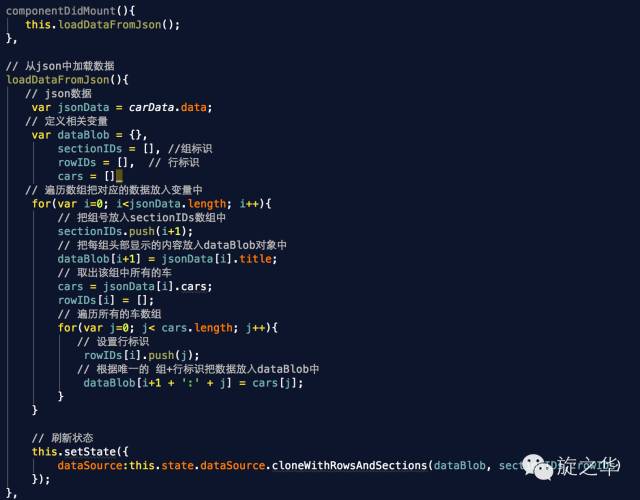 componentDidMount(){
this.loadDataFromJson();
},
// 从json中加载数据
loadDataFromJson(){
// json数据
var jsonData = carData.data;
// 定义相关变量
var dataBlob = {},
sectionIDs = [], //组标识
rowIDs = [],  // 行标识
cars = []
// 遍历数组把对应的数据放入变量中
for(var i=0; i<jsonData.length; i++){
// 把组号放入sectionIDs数组中
sectionIDs.push(i+1);
// 把每组头部显示的内容放入dataBlob对象中
dataBlob[i+1] = jsonData[i].title;
// 取出该组中所有的车
cars = jsonData[i].cars;
rowIDs[i] = [];
// 遍历所有的车数组
for(var j=0; j< cars.length; j++){
// 设置行标识
rowIDs[i].push(j);
// 根据唯一的 组+行标识把数据放入dataBlob中
dataBlob[i+1 + ':' + j] = cars[j];
}
}
// 刷新状态
this.setState({
dataSource:this.state.dataSource.cloneWithRowsAndSections(dataBlob, 
旋之华
});
},